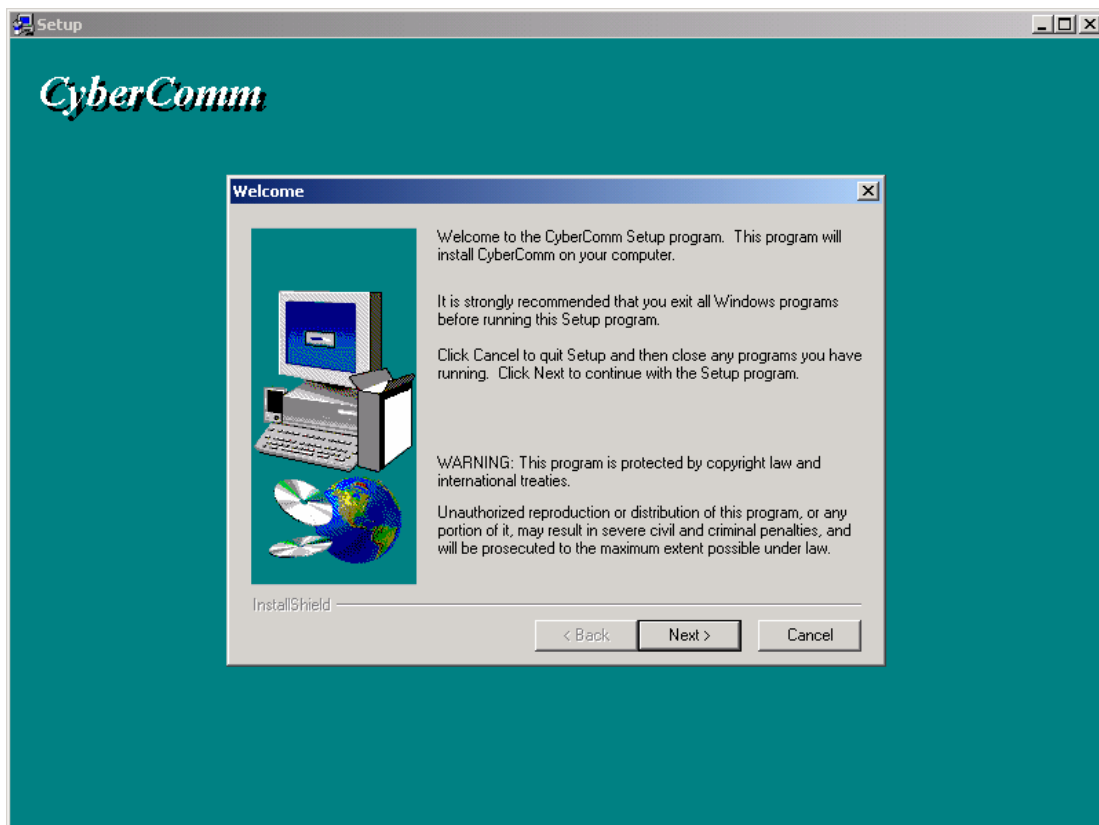 Setup
CyberComm
Welcome
Welcome to the CyberComm Setup program.  This program will
install CyberComm on your computer.
It is strongly recommended that you exit all Windows programs
before running this Setup program.
Click Cancel to quit Setup and then close any programs you have
running.  Click Next to continue with the Setup program.
WARNING: This program is protected by copyright law and
international treaties.
Unauthorized reproduction or distribution of this program, or any
portion of it, may result in severe civil and criminal penalties, and
will be prosecuted to the maximum extent possible under law.
InstallShield
< Back
Next >
Cancel